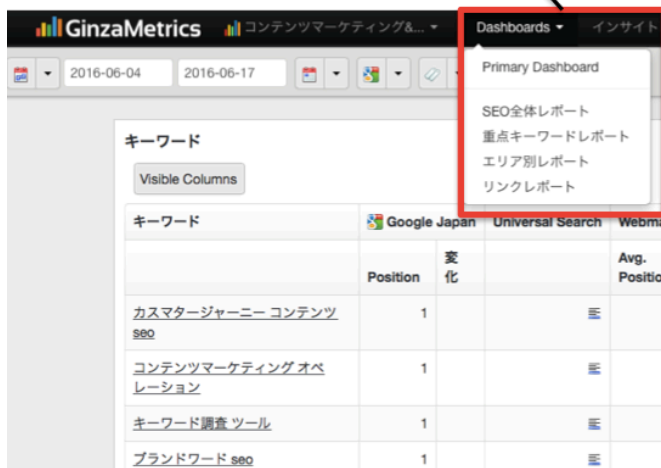 GinzaMetrics コンテンツマーケティング&... Dashboards インサイト
2016-06-04 2016-06-17
Primary Dashboard
SEO全体レポート
重点キーワードレポート
エリア別レポート
リンクレポート
キーワード
Visible Columns
キーワード Google Japan Universal Search Webma
Position 変化 Avg. Positio
カスマタージャーニー コンテンツ seo 1
コンテンツマーケティング オペレーション 1
キーワード調査 ツール 1
ブランドワード seo 1